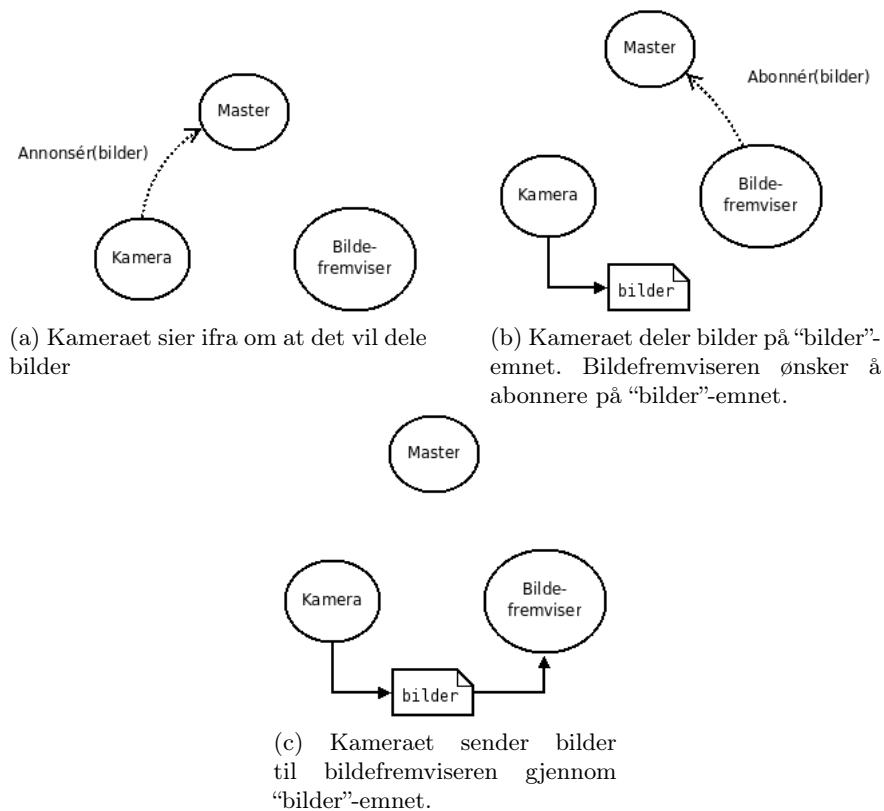 Master
Annonsér(bilder)
Kamera
Bilde-
fremviser
(a) Kameraet sier ifra om at det vil dele
bilder
Master
Abonnér(bilder)
Kamera
Bilde-
fremviser
bilder
(b) Kameraet deler bilder på “bilder”-
emnet. Bildefremviseren ønsker å
abonnere på “bilder”-emnet.
Master
Kamera
Bilde-
fremviser
bilder
(c) Kameraet sender bilder
til bildefremviseren gjennom
“bilder”-emnet.